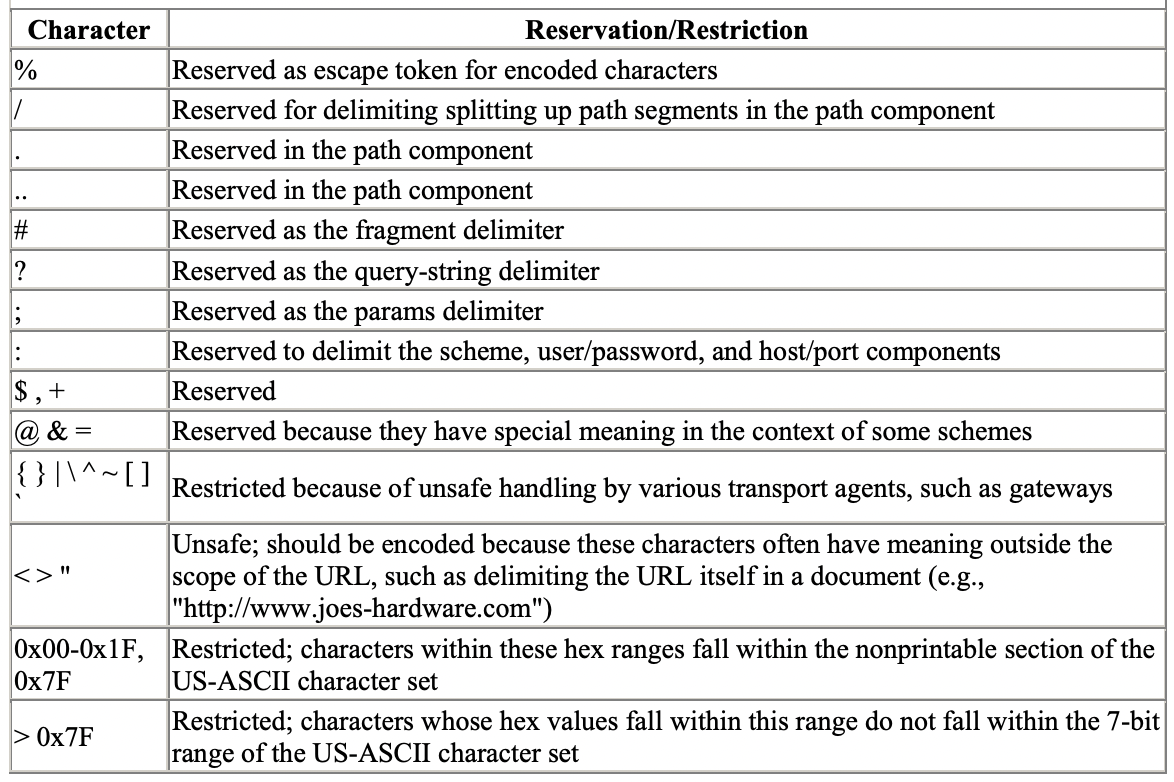 Character Reservation/Restriction
% Reserved as escape token for encoded characters
/ Reserved for delimiting splitting up path segments in the path component
. Reserved in the path component
.. Reserved in the path component
# Reserved as the fragment delimiter
? Reserved as the query-string delimiter
; Reserved as the params delimiter
: Reserved to delimit the scheme, user/password, and host/port components
$ , + Reserved
@ & = Reserved because they have special meaning in the context of some schemes
{ } | \ ^ ~ [ ]
` Restricted because of unsafe handling by various transport agents, such as gateways
< > " Unsafe; should be encoded because these characters often have meaning outside the
scope of the URL, such as delimiting the URL itself in a document (e.g.,
"http://www.joes-hardware.com")
0x00-0x1F, Restricted; characters within these hex ranges fall within the nonprintable section of the
0x7F US-ASCII character set
> 0x7F Restricted; characters whose hex values fall within this range do not fall within the 7-bit
range of the US-ASCII character set